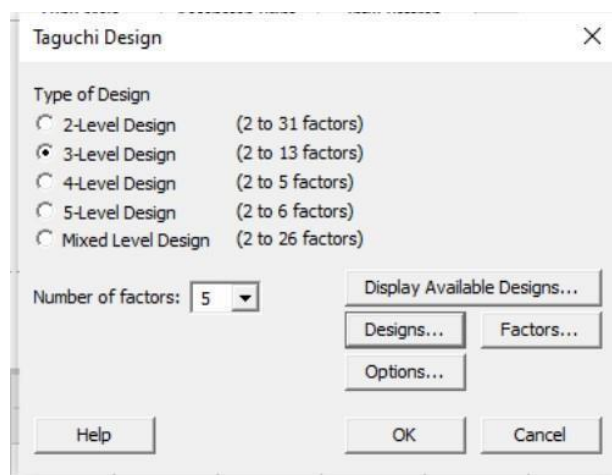 Taguchi Design
Type of Design
2-Level Design (2 to 31 factors)
3-Level Design (2 to 13 factors)
4-Level Design (2 to 5 factors)
5-Level Design (2 to 6 factors)
Mixed Level Design (2 to 26 factors)
Number of factors: 5
Display Available Designs...
Designs... Factors...
Options...
Help OK Cancel